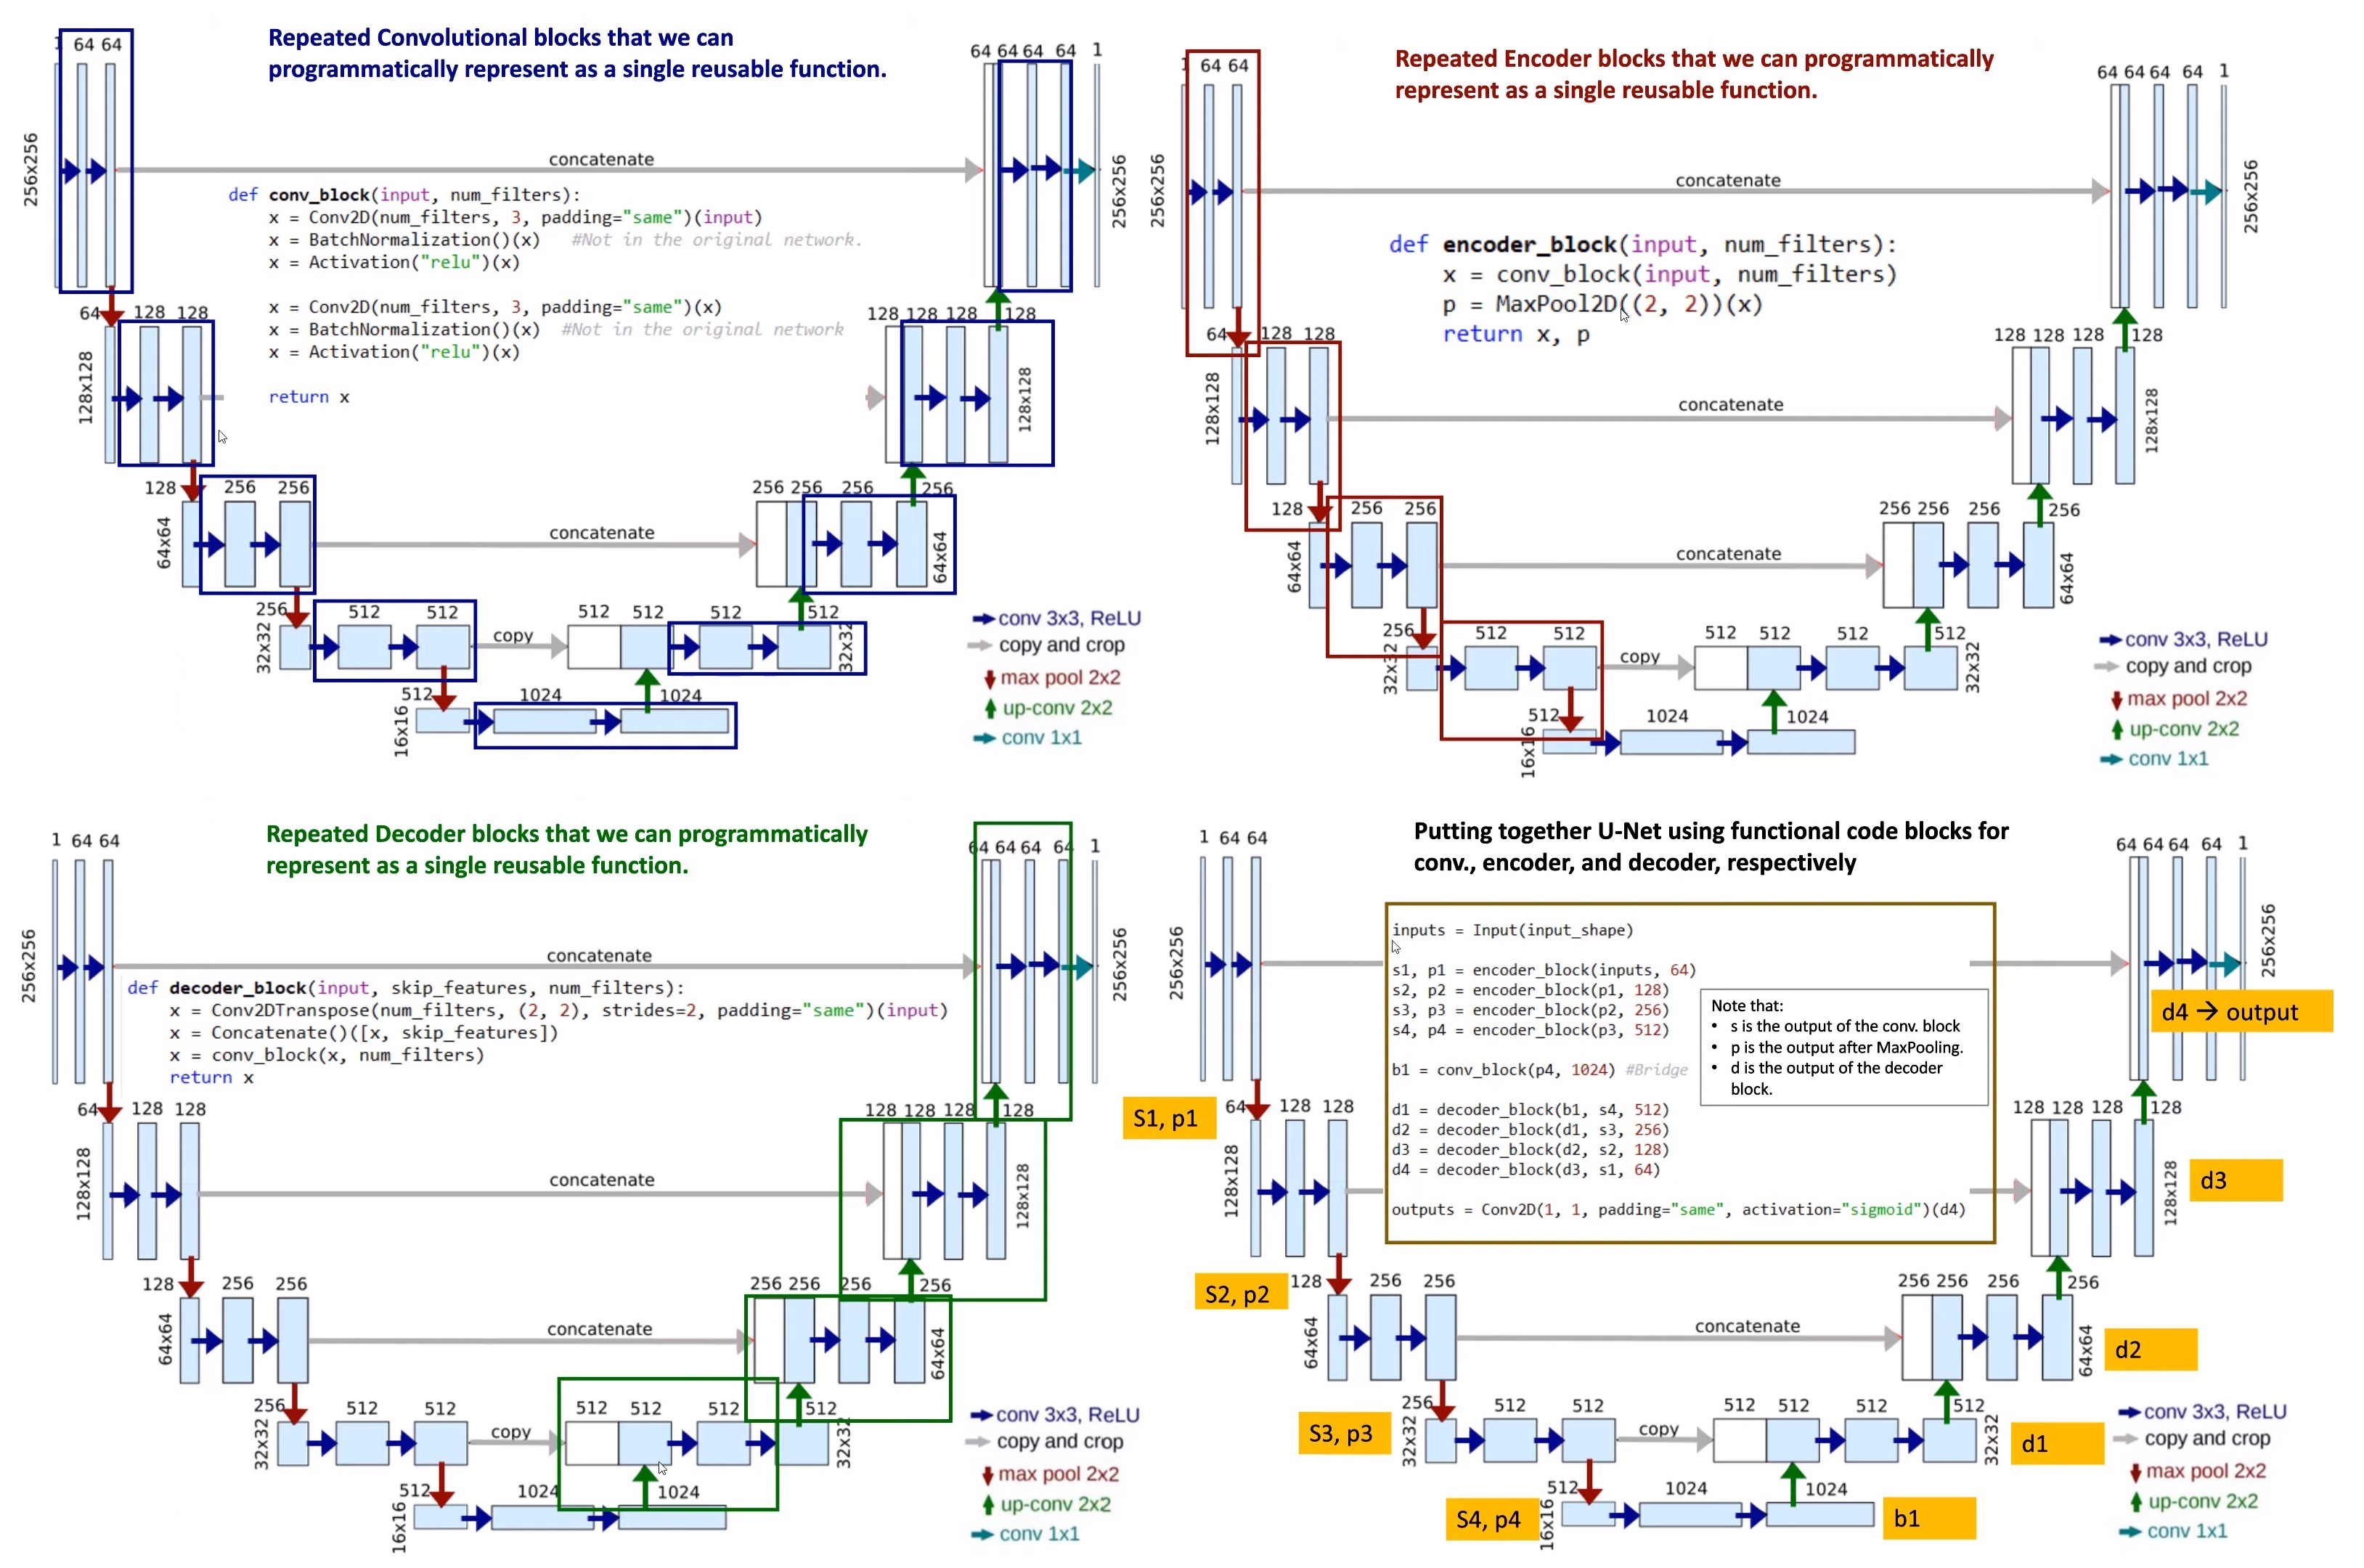 Repeated Convolutional blocks that we can
programmatically represent as a single reusable function.
64 64
64 64 64 64 1
256x256
concatenate
256x256
def conv_block(input, num_filters):
x = Conv2D(num_filters, 3, padding="same")(input)
x = BatchNormalization()(x) #Not in the original network.
x = Activation("relu")(x)
x = Conv2D(num_filters, 3, padding="same")(x)
x = BatchNormalization()(x) #Not in the original network
x = Activation("relu")(x)
return x
64 128 128
128 128 128 128
128x128
128x128
128 256 256
256 256 256 256
64x64
concatenate
64x64
256 512 512
512 512 512 512
32x32
copy
32x32
512 1024 1024
16x16
conv 3x3, ReLU
copy and crop
max pool 2x2
up-conv 2x2
conv 1x1
Repeated Encoder blocks that we can programmatically
represent as a single reusable function.
64 64
64 64 64 64 1
256x256
concatenate
256x256
def encoder_block(input, num_filters):
x = conv_block(input, num_filters)
p = MaxPool2D((2, 2))(x)
return x, p
64 128 128
128 128 128 128
128x128
concatenate
128x128
128 256 256
256 256 256 256
64x64
concatenate
64x64
256 512 512
512 512 512 512
32x32
copy
32x32
512 1024 1024
16x16
conv 3x3, ReLU
copy and crop
max pool 2x2
up-conv 2x2
conv 1x1
Repeated Decoder blocks that we can programmatically
represent as a single reusable function.
1 64 64
64 64 64 64 1
256x256
concatenate
256x256
def decoder_block(input, skip_features, num_filters):
x = Conv2DTranspose(num_filters, (2, 2), strides=2, padding="same")(input)
x = Concatenate()([x, skip_features])
x = conv_block(x, num_filters)
return x
64 128 128
128 128 128 128
128x128
concatenate
128x128
128 256 256
256 256 256 256
64x64
concatenate
64x64
256 512 512
512 512 512 512
32x32
copy
32x32
512 1024 1024
16x16
conv 3x3, ReLU
copy and crop
max pool 2x2
up-conv 2x2
conv 1x1
Putting together U-Net using functional code blocks for
conv., encoder, and decoder, respectively
1 64 64
64 64 64 64 1
256x256
256x256
inputs = Input(input_shape)
s1, p1 = encoder_block(inputs, 64)
s2, p2 = encoder_block(p1, 128)
s3, p3 = encoder_block(p2, 256)
s4, p4 = encoder_block(p3, 512)
b1 = conv_block(p4, 1024) #Bridge
d1 = decoder_block(b1, s4, 512)
d2 = decoder_block(d1, s3, 256)
d3 = decoder_block(d2, s2, 128)
d4 = decoder_block(d3, s1, 64)
outputs = Conv2D(1, 1, padding="same", activation="sigmoid")(d4)
Note that:
• s is the output of the conv. block
• p is the output after MaxPooling.
• d is the output of the decoder
block.
d4 → output
S1, p1
64 128 128
128 128 128 128
128x128
128x128
d3
S2, p2
128 256 256
256 256 256 256
64x64
concatenate
64x64
d2
S3, p3
256 512 512
512 512 512 512
32x32
copy
32x32
d1
S4, p4
512 1024 1024
16x16
b1
conv 3x3, ReLU
copy and crop
max pool 2x2
up-conv 2x2
conv 1x1